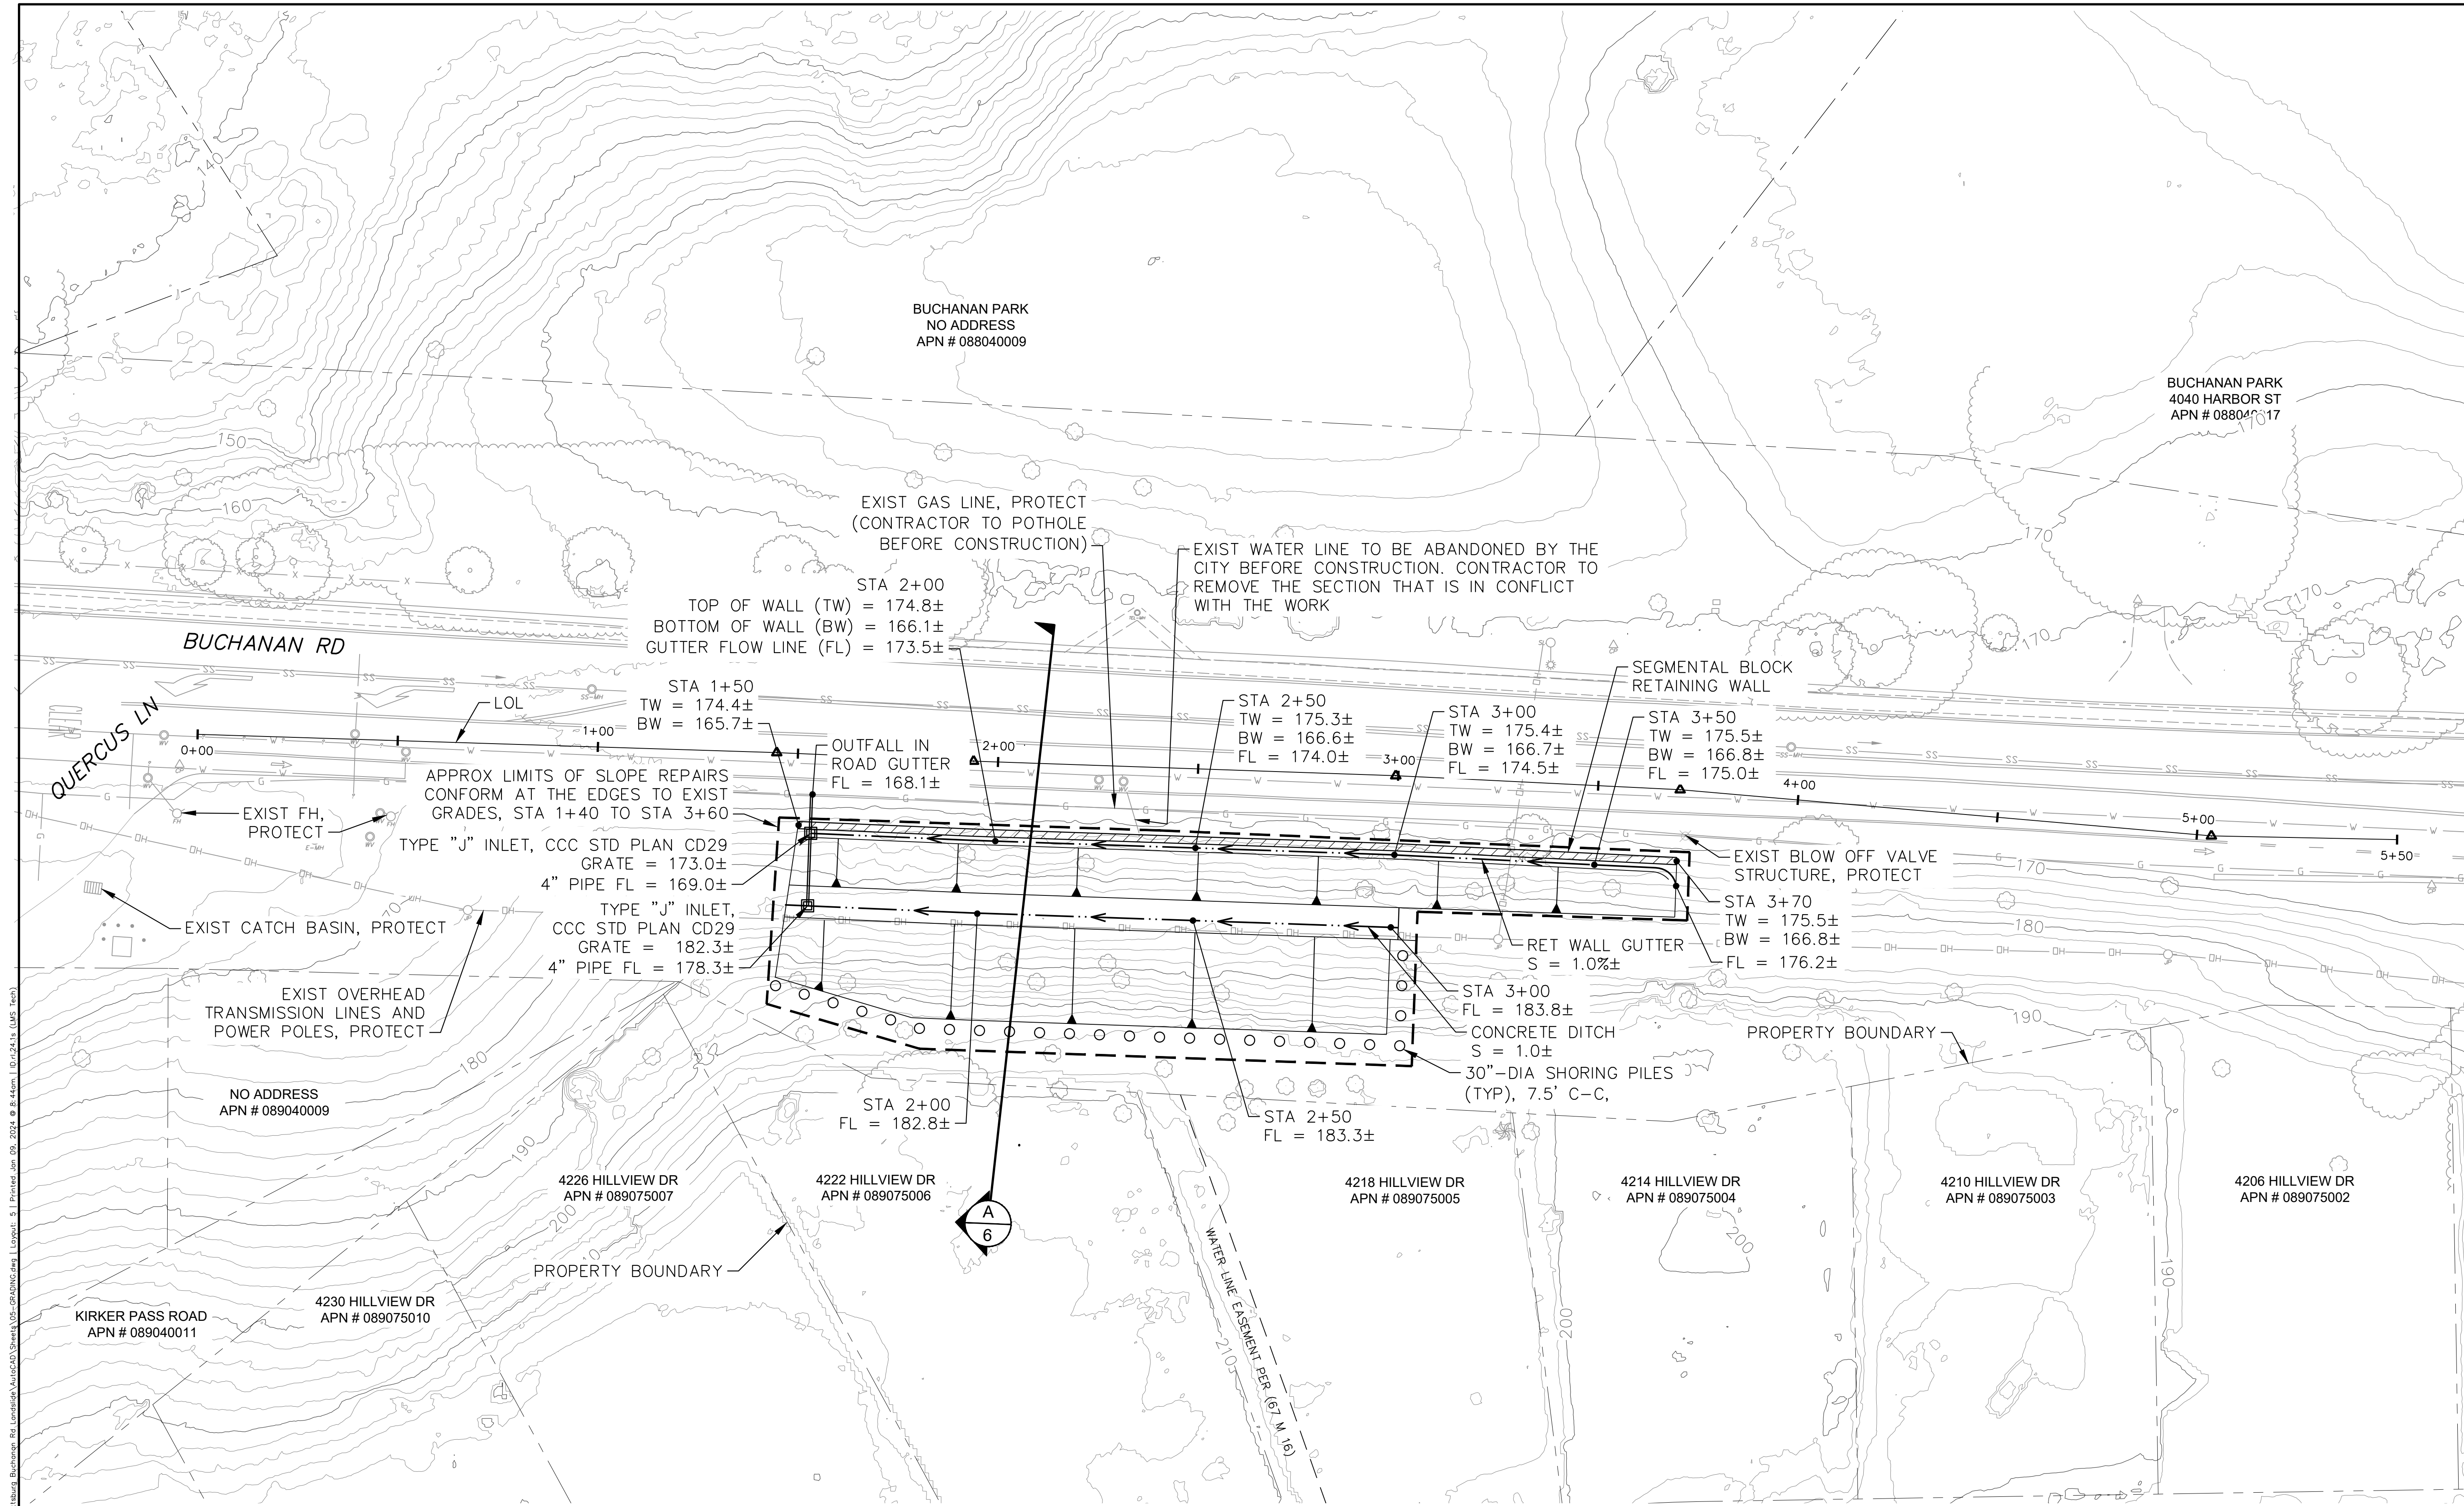 BUCHANAN PARK
NO ADDRESS
APN # 088040009
BUCHANAN PARK
4040 HARBOR ST
140
150
160
170
170
170
170
EXIST GAS LINE, PROTECT
(CONTRACTOR TO POTHOLE
BEFORE CONSTRUCTION)
EXIST WATER LINE TO BE ABANDONED BY THE
CITY BEFORE CONSTRUCTION. CONTRACTOR TO
REMOVE THE SECTION THAT IS IN CONFLICT
WITH THE WORK
STA 2+00
TOP OF WALL (TW) = 174.8±
BOTTOM OF WALL (BW) = 166.1±
GUTTER FLOW LINE (FL) = 173.5±
BUCHANAN RD
QUERCUS LN
LOL
STA 1+50
TW = 174.4±
BW = 165.7±
OUTFALL IN
ROAD GUTTER
FL = 168.1±
STA 2+50
TW = 175.3±
BW = 166.6±
FL = 174.0±
STA 3+00
TW = 175.4±
BW = 166.7±
FL = 174.5±
SEGMENTAL BLOCK
RETAINING WALL
STA 3+50
TW = 175.5±
BW = 166.8±
FL = 175.0±
0+00
1+00
2+00
3+00
4+00
5+00
5+50
APPROX LIMITS OF SLOPE REPAIRS
CONFORM AT THE EDGES TO EXIST
GRADES, STA 1+40 TO STA 3+60
EXIST FH,
PROTECT
TYPE "J" INLET, CCC STD PLAN CD29
GRATE = 173.0±
4" PIPE FL = 169.0±
TYPE "J" INLET,
CCC STD PLAN CD29
GRATE = 182.3±
4" PIPE FL = 178.3±
EXIST CATCH BASIN, PROTECT
EXIST OVERHEAD
TRANSMISSION LINES AND
POWER POLES, PROTECT
EXIST BLOW OFF VALVE
STRUCTURE, PROTECT
STA 3+70
TW = 175.5±
BW = 166.8±
FL = 176.2±
RET WALL GUTTER
S = 1.0%±
STA 3+00
FL = 183.8±
CONCRETE DITCH
S = 1.0±
30"-DIA SHORING PILES
(TYP), 7.5' C-C,
PROPERTY BOUNDARY
STA 2+00
FL = 182.8±
STA 2+50
FL = 183.3±
170
180
190
180
190
200
210
200
200
190
NO ADDRESS
APN # 089040009
4226 HILLVIEW DR
APN # 089075007
4222 HILLVIEW DR
APN # 089075006
4218 HILLVIEW DR
APN # 089075005
4214 HILLVIEW DR
APN # 089075004
4210 HILLVIEW DR
APN # 089075003
4206 HILLVIEW DR
APN # 089075002
A
6
PROPERTY BOUNDARY
WATER LINE EASEMENT PER (67 M 16)
4230 HILLVIEW DR
APN # 089075010
KIRKER PASS ROAD
APN # 089040011